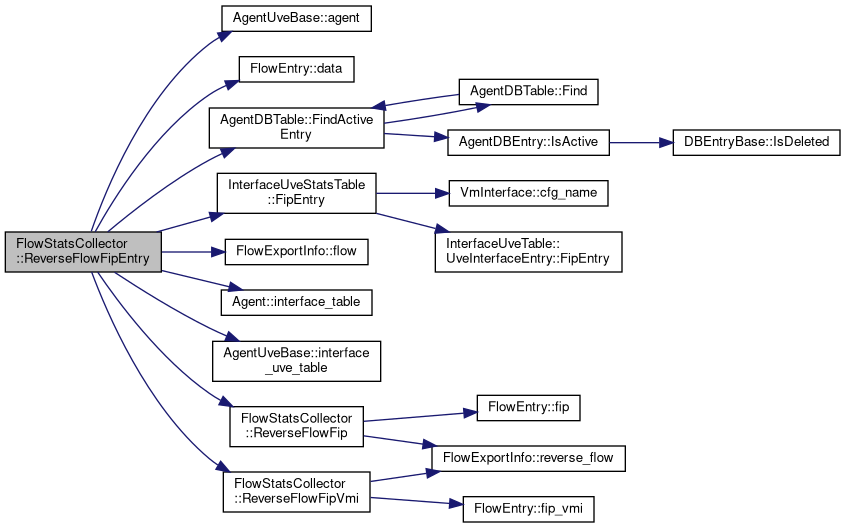 AgentUveBase::agent
FlowEntry::data
AgentDBTable::FindActive
Entry
AgentDBTable::Find
AgentDBEntry::IsActive
DBEntryBase::IsDeleted
InterfaceUveStatsTable
::FipEntry
VmInterface::cfg_name
InterfaceUveTable::
UveInterfaceEntry::FipEntry
FlowStatsCollector
::ReverseFlowFipEntry
FlowExportInfo::flow
Agent::interface_table
AgentUveBase::interface
_uve_table
FlowStatsCollector
::ReverseFlowFip
FlowEntry::fip
FlowExportInfo::reverse_flow
FlowStatsCollector
::ReverseFlowFipVmi
FlowEntry::fip_vmi